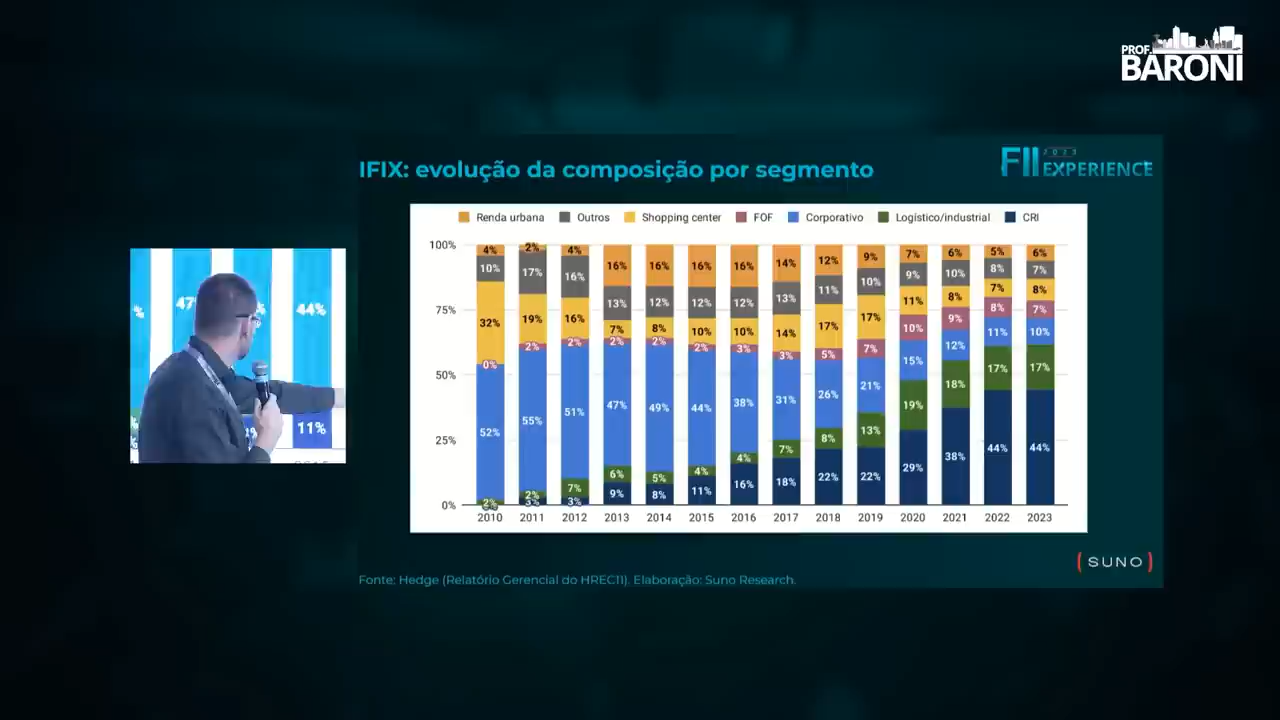 PROF.
BARONI
IFIX: evolução da composição por segmento
FII 2023
EXPERIENCE
Renda urbana Outros Shopping center FOF Corporativo Logístico/industrial CRI
100% 4% 2% 4% 16% 16% 16% 16% 14% 12% 9% 7% 6% 5% 6%
10% 17% 16% 13% 12% 12% 12% 13% 11% 10% 9% 10% 8% 7%
75% 32% 19% 16% 7% 8% 10% 10% 14% 17% 17% 11% 8% 7% 8%
0% 2% 2% 2% 2% 2% 3% 3% 5% 7% 10% 9% 8% 7%
50% 52% 55% 51% 47% 49% 44% 38% 31% 26% 21% 15% 12% 11% 10%
25% 2% 2% 7% 6% 5% 4% 4% 7% 8% 13% 19% 18% 17% 17%
3% 3% 9% 8% 11% 16% 18% 22% 22% 29% 38% 44% 44%
0%
2010 2011 2012 2013 2014 2015 2016 2017 2018 2019 2020 2021 2022 2023
% 47% 44%
11%
(SUNO)
Fonte: Hedge (Relatório Gerencial do HREC11). Elaboração: Suno Research.